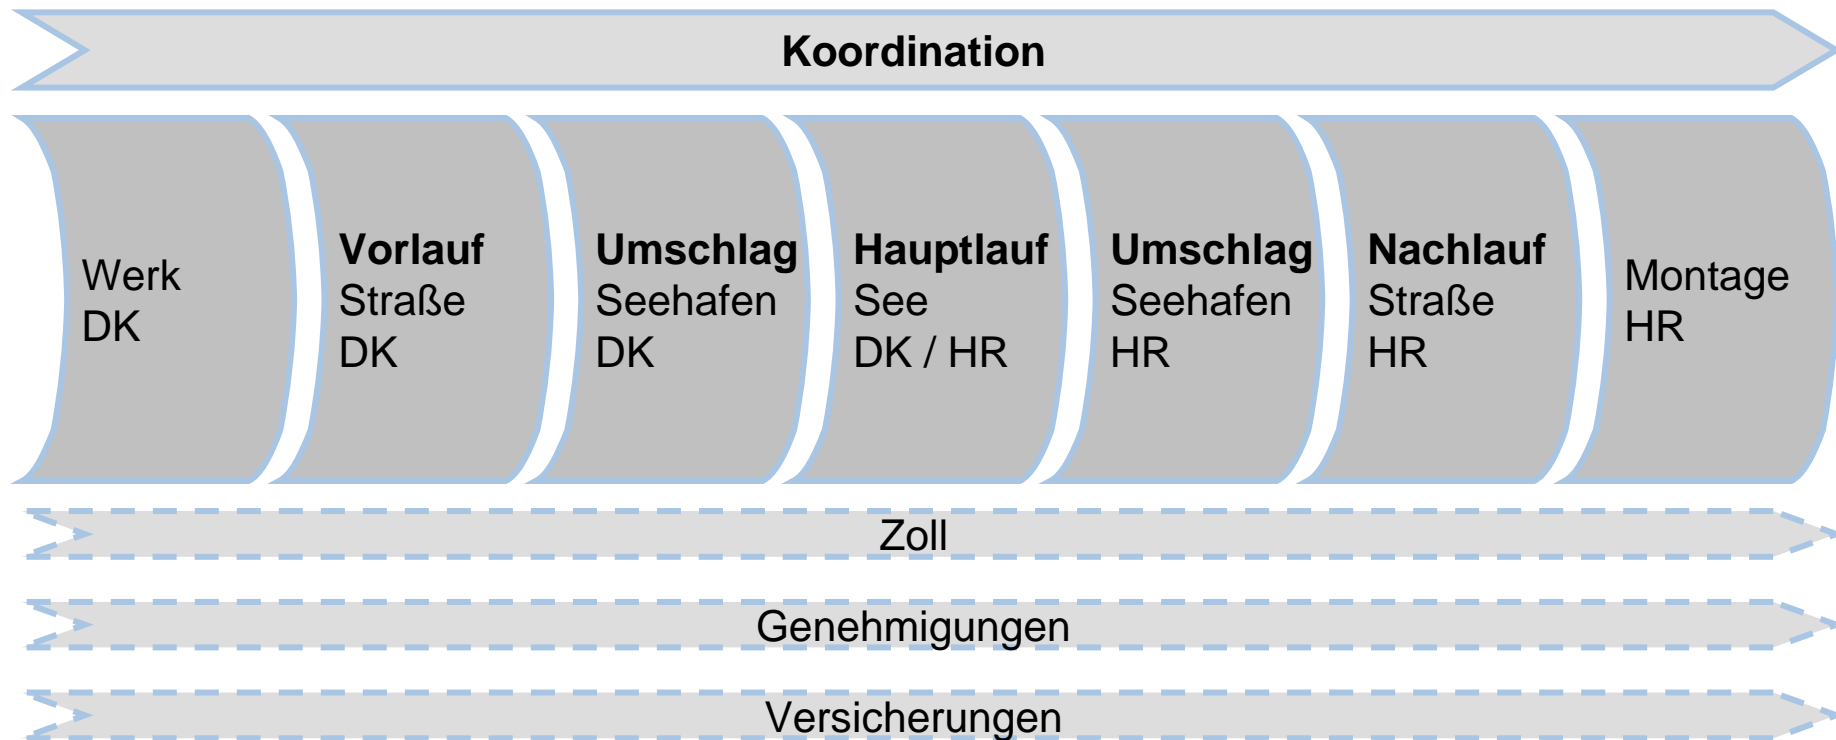 Koordination
Werk
DK
Vorlauf
Straße
DK
Umschlag
Seehafen
DK
Hauptlauf
See
DK / HR
Umschlag
Seehafen
HR
Nachlauf
Straße
HR
Montage
HR
Zoll
Genehmigungen
Versicherungen